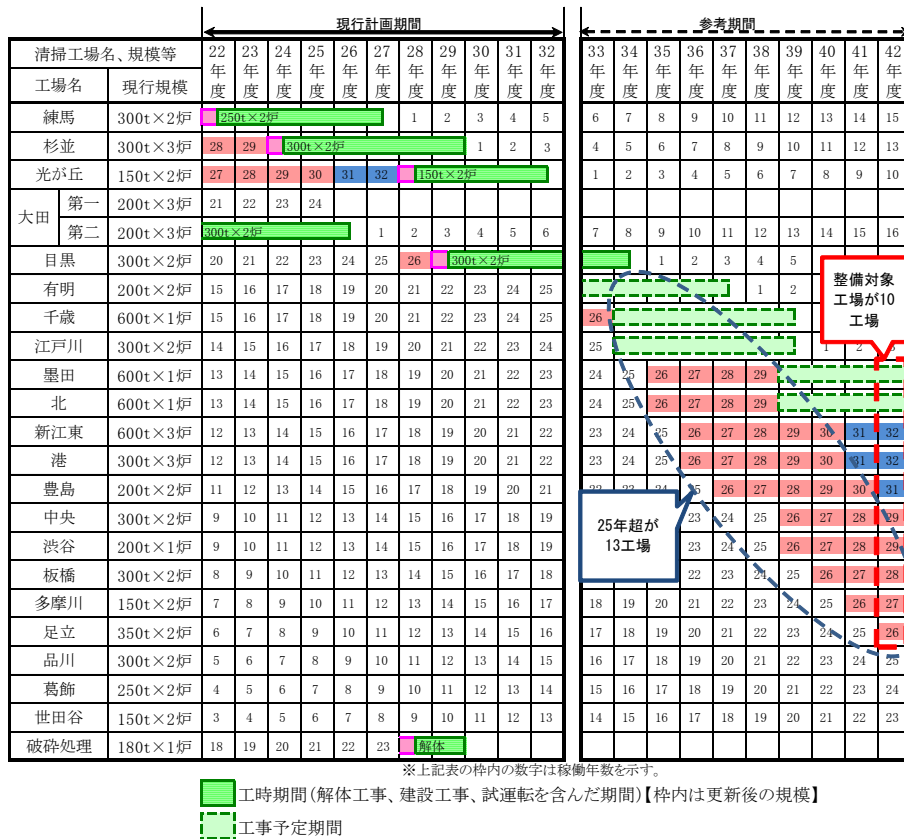 現行計画期間 参考期間
清掃工場名、規模等 22年度 23年度 24年度 25年度 26年度 27年度 28年度 29年度 30年度 31年度 32年度 33年度 34年度 35年度 36年度 37年度 38年度 39年度 40年度 41年度 42年度
工場名 現行規模
練馬 300t×2炉 250t×2炉 1 2 3 4 5 6 7 8 9 10 11 12 13 14 15
杉並 300t×3炉 28 29 300t×2炉 1 2 3 4 5 6 7 8 9 10 11 12 13
光が丘 150t×2炉 27 28 29 30 31 32 150t×2炉 1 2 3 4 5 6 7 8 9 10
大田 第一 200t×3炉 21 22 23 24
第二 200t×3炉 300t×2炉 1 2 3 4 5 6 7 8 9 10 11 12 13 14 15 16
目黒 300t×2炉 20 21 22 23 24 25 26 300t×2炉 1 2 3 4 5
有明 200t×2炉 15 16 17 18 19 20 21 22 23 24 25 1 2
整備対象
工場が10
工場
千歳 600t×1炉 15 16 17 18 19 20 21 22 23 24 25 26
江戸川 300t×2炉 14 15 16 17 18 19 20 21 22 23 24 25 1 2 3
墨田 600t×1炉 13 14 15 16 17 18 19 20 21 22 23 24 25 26 27 28 29
北 600t×1炉 13 14 15 16 17 18 19 20 21 22 23 24 25 26 27 28 29
新江東 600t×3炉 12 13 14 15 16 17 18 19 20 21 22 23 24 25 26 27 28 29 30 31 32
港 300t×3炉 12 13 14 15 16 17 18 19 20 21 22 23 24 25 26 27 28 29 30 31 32
豊島 200t×2炉 11 12 13 14 15 16 17 18 19 20 21 22 23 24 25 26 27 28 29 30 31
中央 300t×2炉 9 10 11 12 13 14 15 16 17 18 19 23 24 25 26 27 28 29
25年超が
13工場
渋谷 200t×1炉 9 10 11 12 13 14 15 16 17 18 19 23 24 25 26 27 28 29
板橋 300t×2炉 8 9 10 11 12 13 14 15 16 17 18 22 23 24 25 26 27 28
多摩川 150t×2炉 7 8 9 10 11 12 13 14 15 16 17 18 19 20 21 22 23 24 25 26 27
足立 350t×2炉 6 7 8 9 10 11 12 13 14 15 16 17 18 19 20 21 22 23 24 25 26
品川 300t×2炉 5 6 7 8 9 10 11 12 13 14 15 16 17 18 19 20 21 22 23 24 25
葛飾 250t×2炉 4 5 6 7 8 9 10 11 12 13 14 15 16 17 18 19 20 21 22 23 24
世田谷 150t×2炉 3 4 5 6 7 8 9 10 11 12 13 14 15 16 17 18 19 20 21 22 23
破砕処理 180t×1炉 18 19 20 21 22 23 解体
※上記表の枠内の数字は稼働年数を示す。
工時期間(解体工事、建設工事、試運転を含んだ期間)【枠内は更新後の規模】
工事予定期間